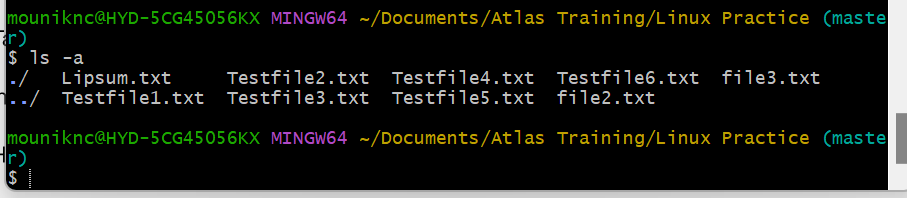 mouniknc@HYD-5CG45056KX MINGW64 ~/Documents/Atlas Training/Linux Practice (maste
r)
$ ls -a
./   Lipsum.txt     Testfile2.txt  Testfile4.txt  Testfile6.txt  file3.txt
../  Testfile1.txt  Testfile3.txt  Testfile5.txt  file2.txt

mouniknc@HYD-5CG45056KX MINGW64 ~/Documents/Atlas Training/Linux Practice (maste
r)
$